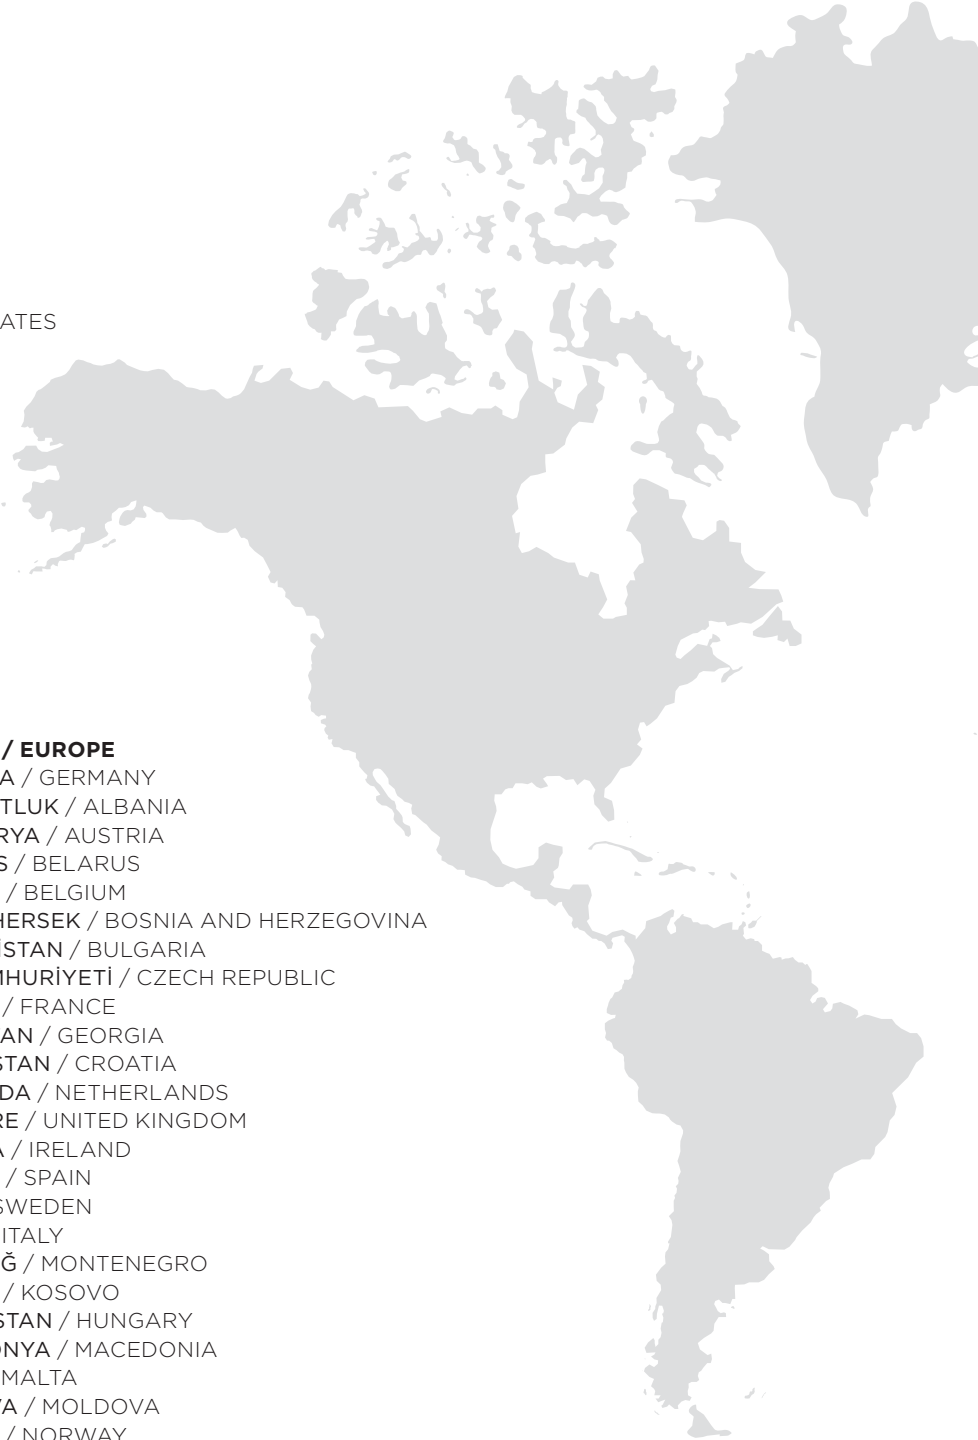 ATES
/ EUROPE
A / GERMANY
TLUK / ALBANIA
RYA / AUSTRIA
S / BELARUS
/ BELGIUM
HERSEK / BOSNIA AND HERZEGOVINA
İSTAN / BULGARIA
MHURİYETİ / CZECH REPUBLIC
/ FRANCE
AN / GEORGIA
STAN / CROATIA
DA / NETHERLANDS
RE / UNITED KINGDOM
A / IRELAND
/ SPAIN
SWEDEN
ITALY
Ğ / MONTENEGRO
/ KOSOVO
STAN / HUNGARY
ONYA / MACEDONIA
MALTA
VA / MOLDOVA
/ NORWAY